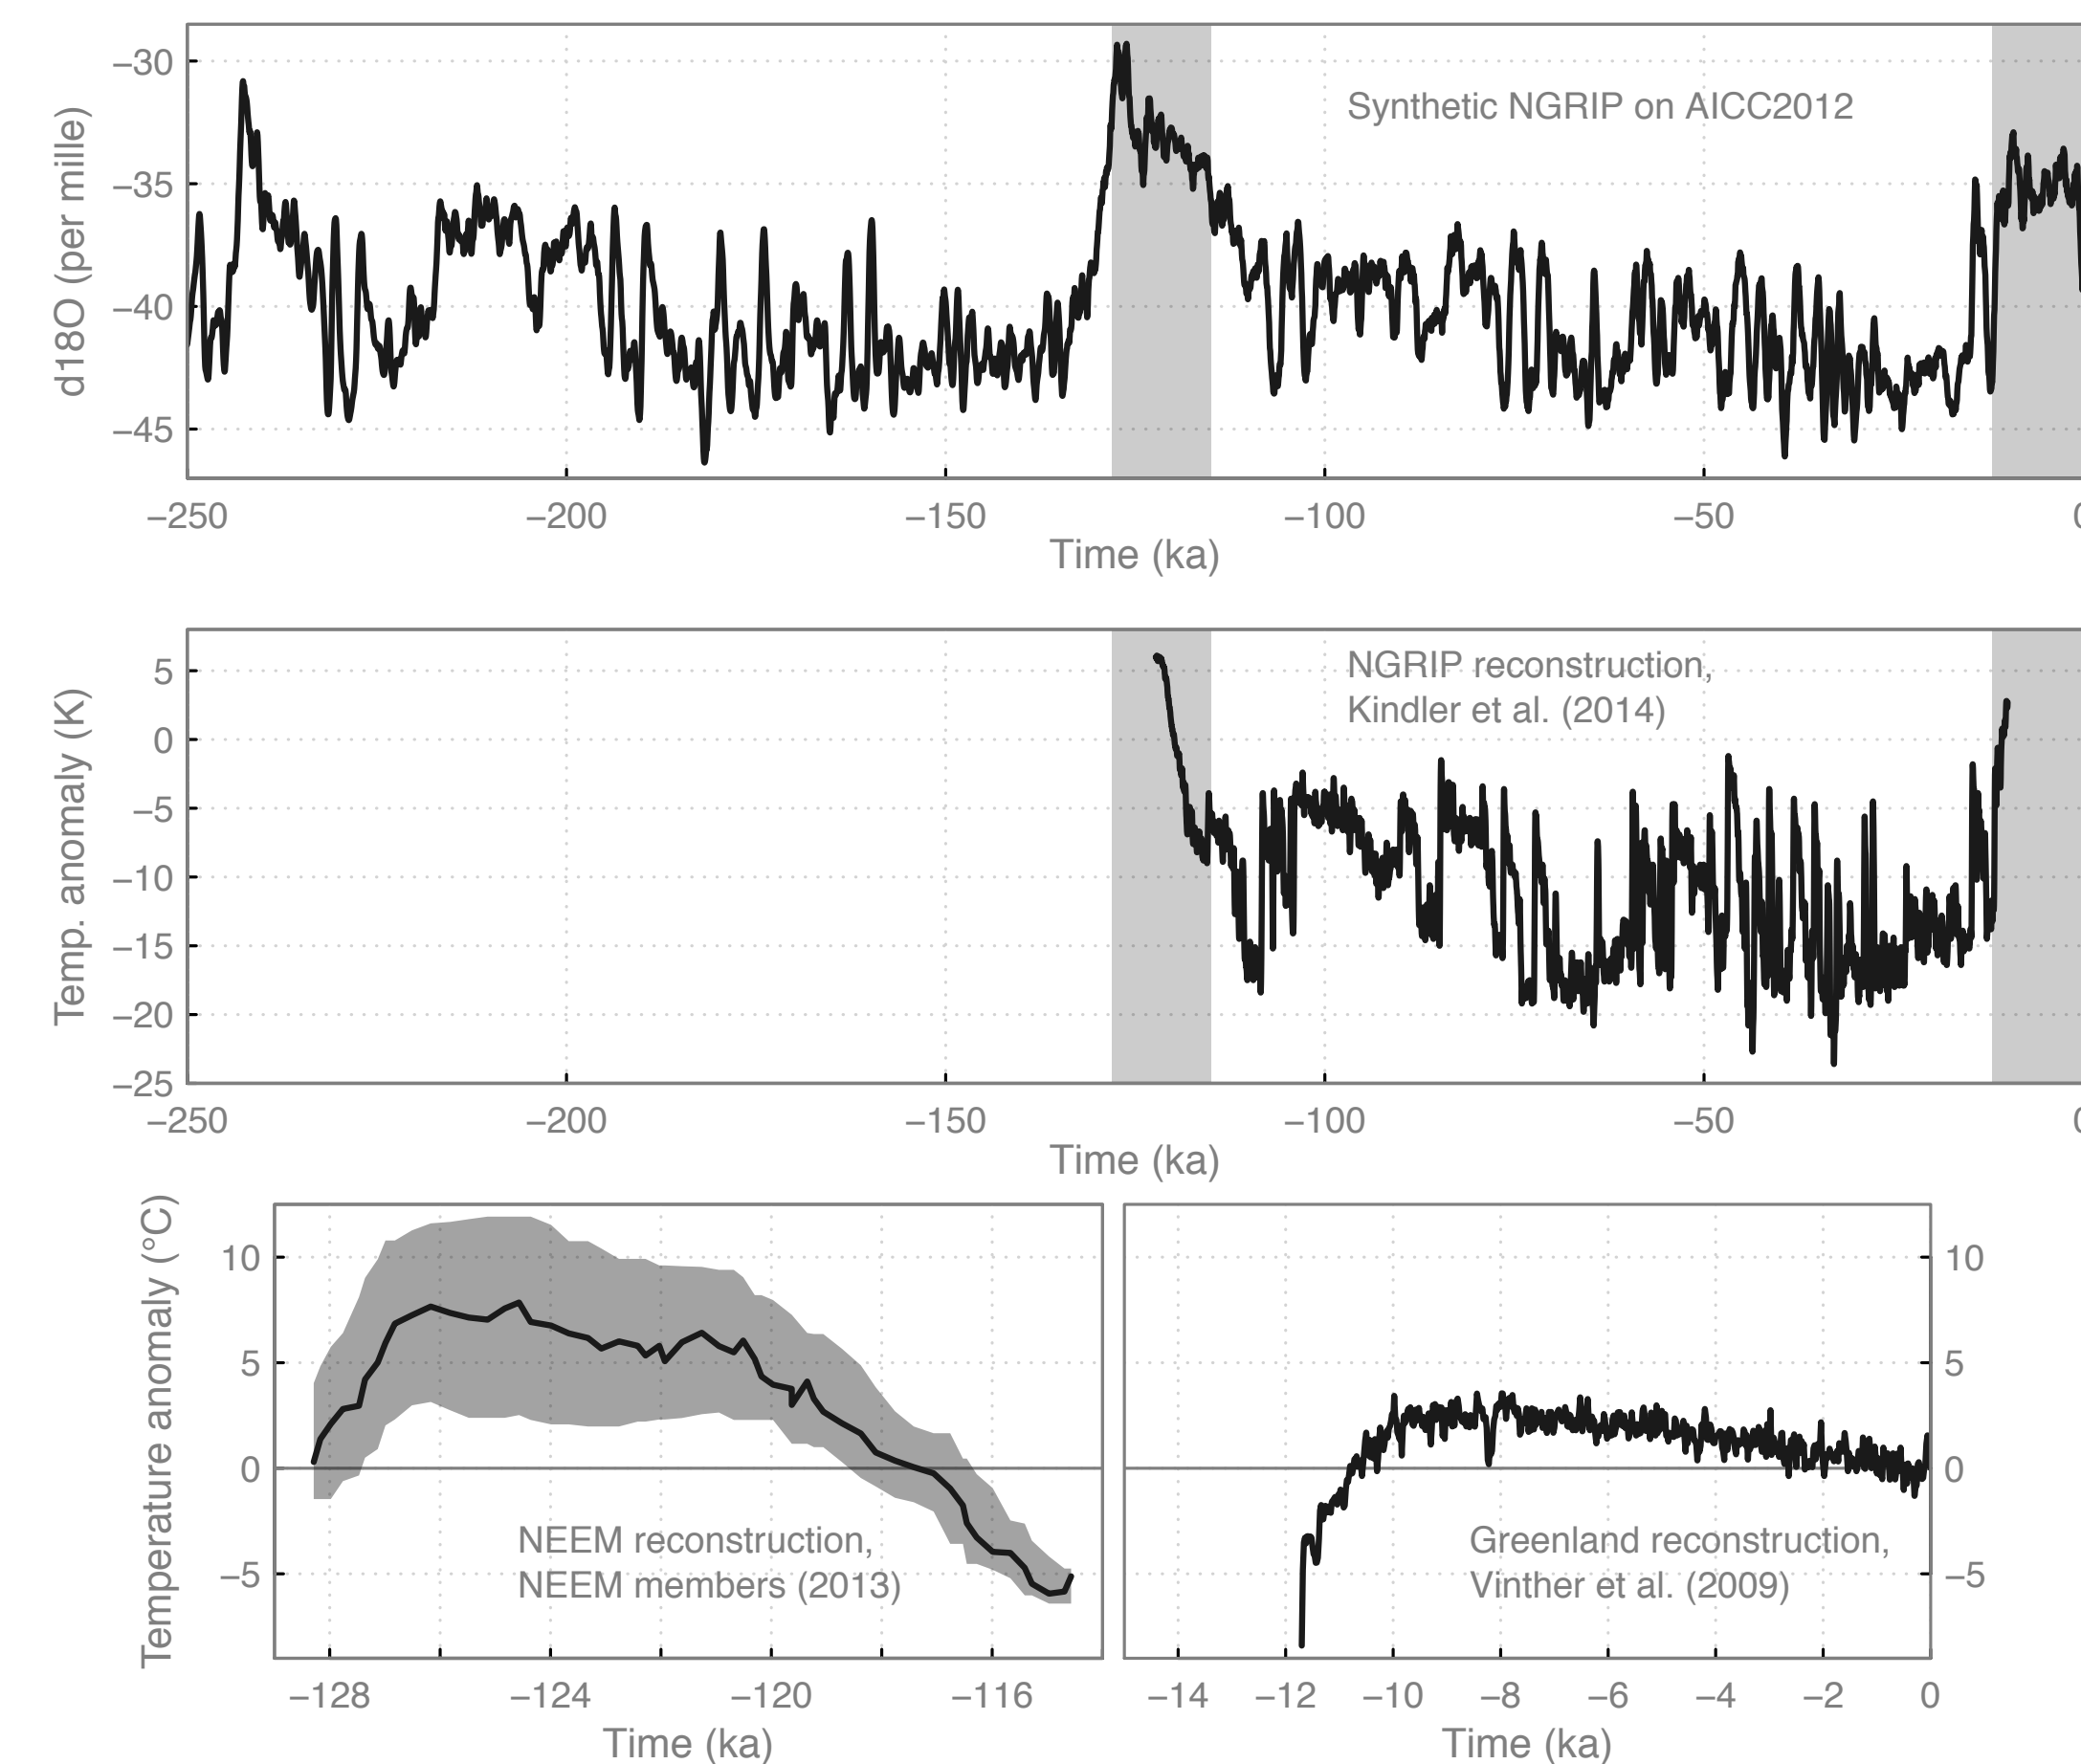 −30
−35
−40
−45
d18O (per mille)
Synthetic NGRIP on AICC2012
−250 −200 −150 −100 −50
Time (ka)
5
0
−5
−10
−15
−20
−25
Temp. anomaly (K)
NGRIP reconstruction,
Kindler et al. (2014)
−250 −200 −150 −100 −50
Time (ka)
10
5
0
−5
Temperature anomaly (°C)
NEEM reconstruction,
NEEM members (2013)
−128 −124 −120 −116
Time (ka)
10
5
0
−5
Greenland reconstruction,
Vinther et al. (2009)
−14 −12 −10 −8 −6 −4 −2 0
Time (ka)